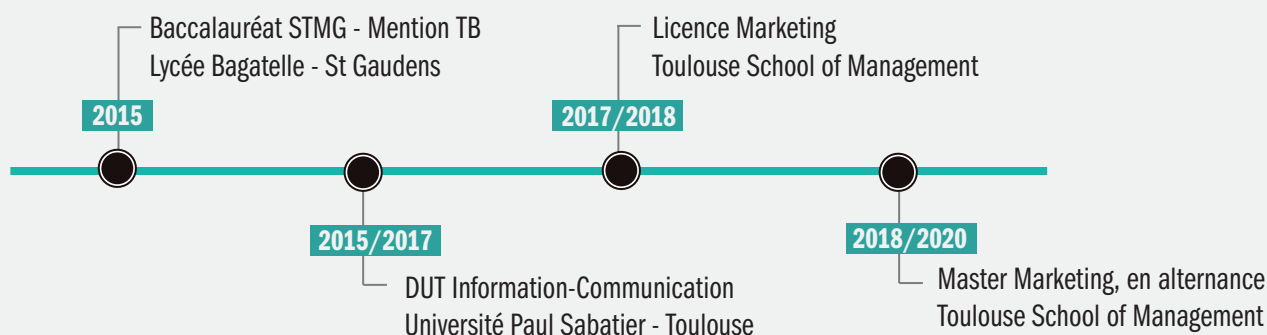 Baccalauréat STMG - Mention TB
Lycée Bagatelle - St Gaudens
2015
Licence Marketing
Toulouse School of Management
2017/2018
2015/2017
DUT Information-Communication
Université Paul Sabatier - Toulouse
2018/2020
Master Marketing, en alternance
Toulouse School of Management